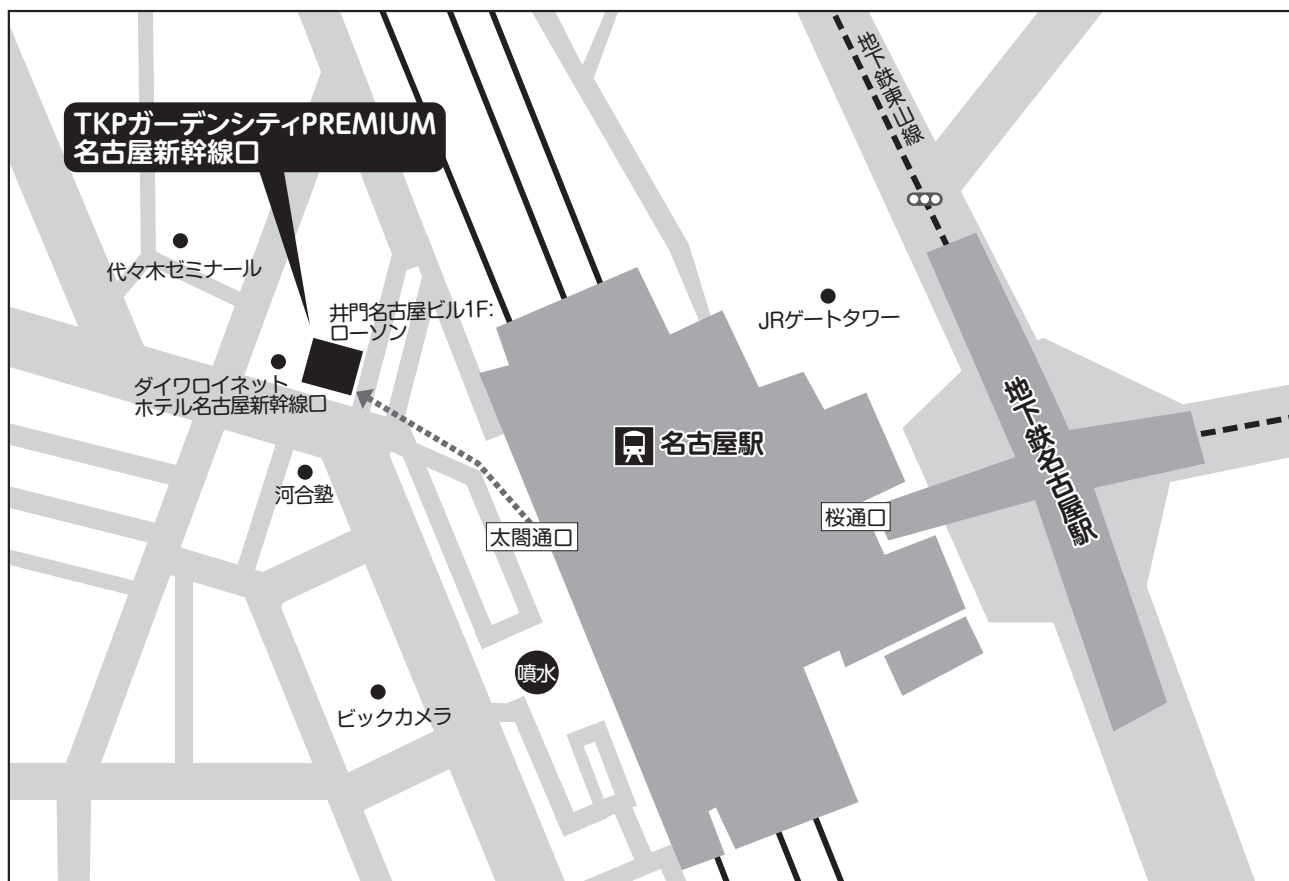 地下鉄東山線
TKPガーデンシティPREMIUM
名古屋新幹線口
代々木ゼミナール
井門名古屋ビル1F:
ローソン
JRゲートタワー
ダイワロイネット
ホテル名古屋新幹線口
地下鉄名古屋駅
名古屋駅
河合塾
桜通口
太閤通口
噴水
ビックカメラ